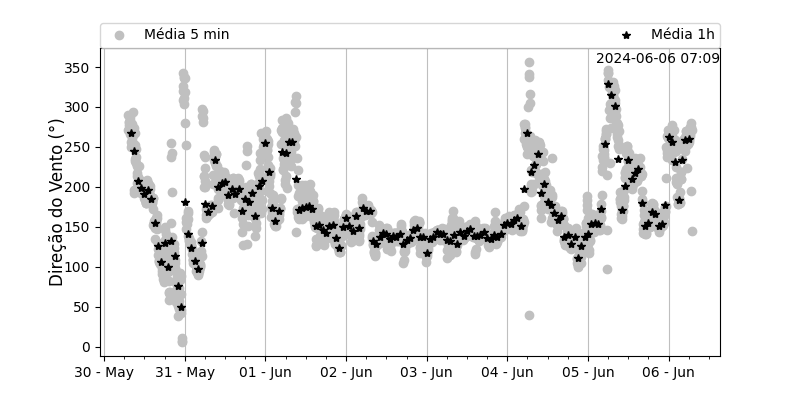 Média 5 min
Média 1h
2024-06-06 07:09
Direção do Vento (°)
350
300
250
200
150
100
50
0
30 - May
31 - May
01 - Jun
02 - Jun
03 - Jun
04 - Jun
05 - Jun
06 - Jun